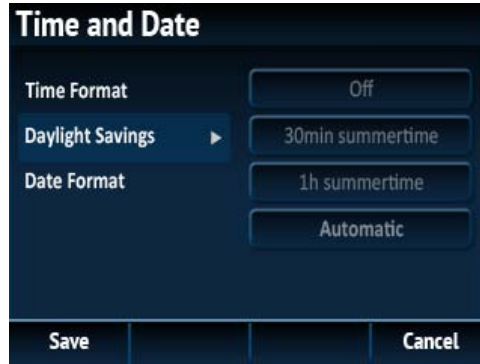 Time and Date
Time Format
Off
Daylight Savings
30min summertime
Date Format
1h summertime
Automatic
Save
Cancel